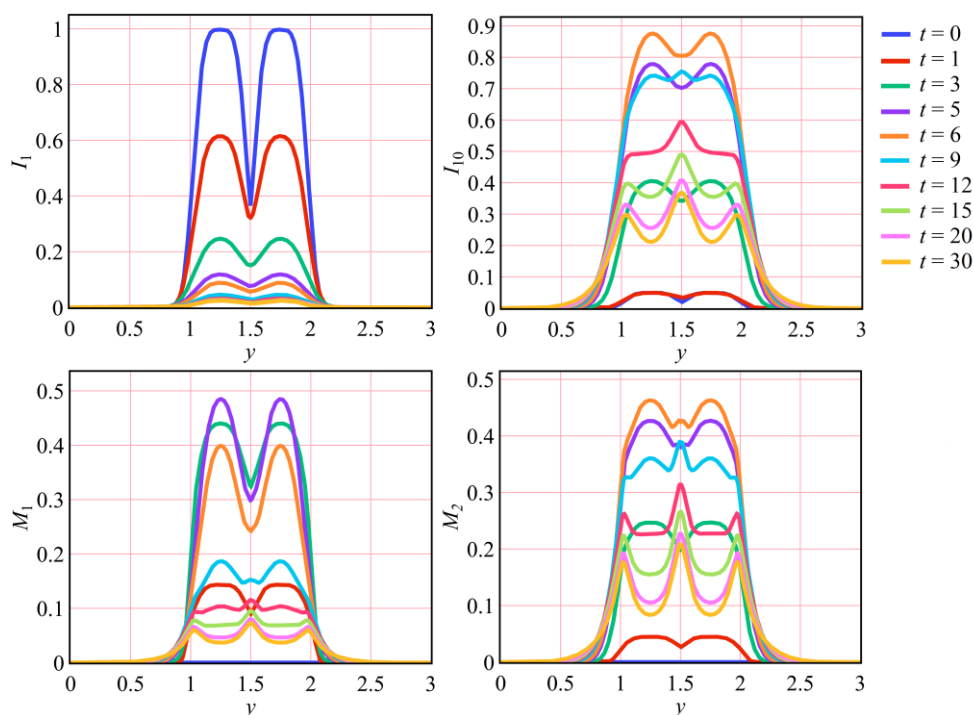 I1
1
0.8
0.6
0.4
0.2
0
0 0.5 1 1.5 2 2.5 3
y
I10
0.9
0.8
0.7
0.6
0.5
0.4
0.3
0.2
0.1
0
0 0.5 1 1.5 2 2.5 3
y
t = 0
t = 1
t = 3
t = 5
t = 6
t = 9
t = 12
t = 15
t = 20
t = 30
M1
0.5
0.4
0.3
0.2
0.1
0
0 0.5 1 1.5 2 2.5 3
y
M2
0.5
0.4
0.3
0.2
0.1
0
0 0.5 1 1.5 2 2.5 3
y